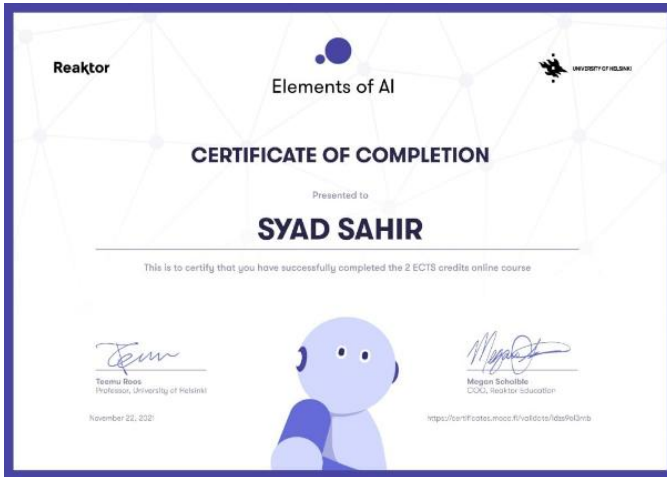 Reaktor
Elements of AI
UNIVERSITY OF HELSINKI
CERTIFICATE OF COMPLETION
Presented to
SYAD SAHIR
This is to certify that you have successfully completed the 2 ECTS credits online course
Teemu Roos
Professor, University of Helsinki
November 22, 2021
Megan Schaible
COO, Reaktor Education